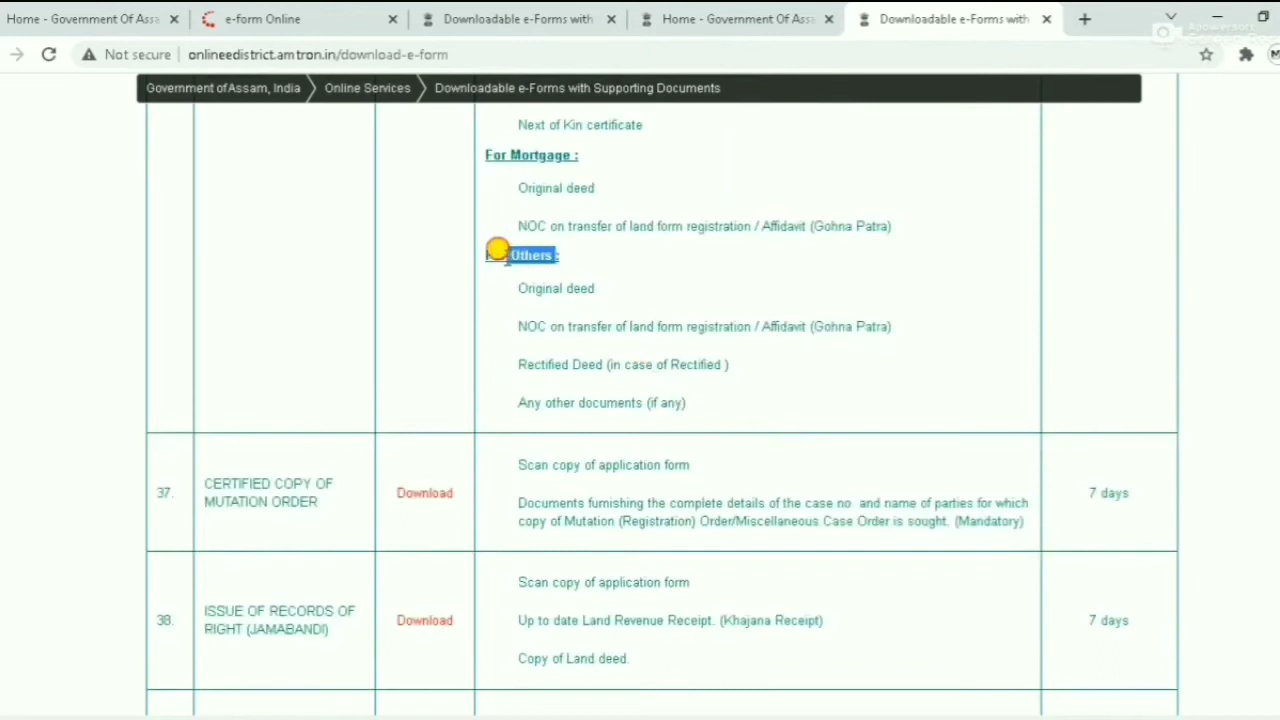 Home - Government Of Assa
e-form Online
Downloadable e-Forms with
Home - Government Of Assa
Downloadable e-Forms with
Not secure
onlineedistrict.amtron.in/download-e-form
Government of Assam, India
Online Services
Downloadable e-Forms with Supporting Documents
Next of Kin certificate
For Mortgage :
Original deed
NOC on transfer of land form registration / Affidavit (Gohna Patra)
Others :
Original deed
NOC on transfer of land form registration / Affidavit (Gohna Patra)
Rectified Deed (in case of Rectified )
Any other documents (if any)
37.
CERTIFIED COPY OF
MUTATION ORDER
Download
Scan copy of application form
Documents furnishing the complete details of the case no and name of parties for which
copy of Mutation (Registration) Order/Miscellaneous Case Order is sought. (Mandatory)
7 days
38.
ISSUE OF RECORDS OF
RIGHT (JAMABANDI)
Download
Scan copy of application form
Up to date Land Revenue Receipt. (Khajana Receipt)
Copy of Land deed.
7 days